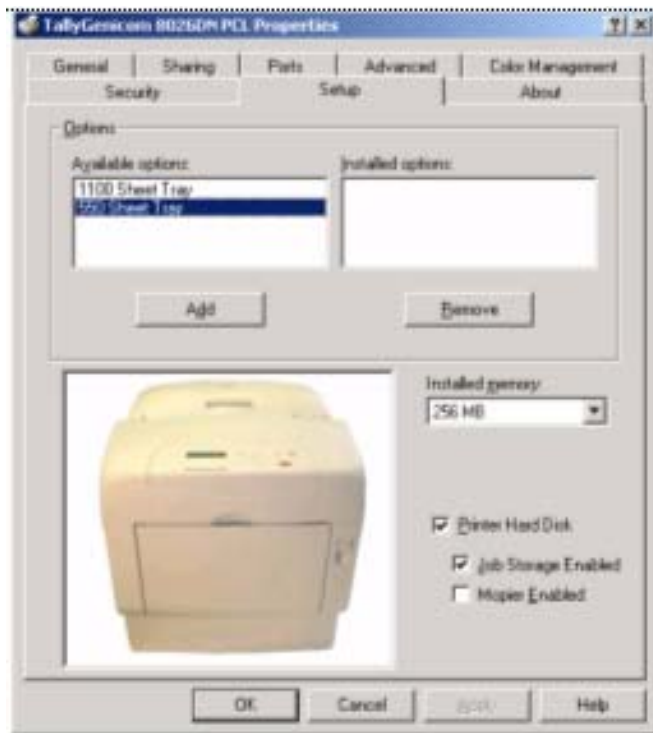 TallyGenicom 8026DN PCL Properties
General Sharing Ports Advanced Color Management
Security Setup About
Options
Available options: Installed options:
1100 Sheet Tray
550 Sheet Tray
Add Remove
Installed memory:
256 MB
Printer Hard Disk
Job Storage Enabled
Mopier Enabled
OK Cancel Apply Help